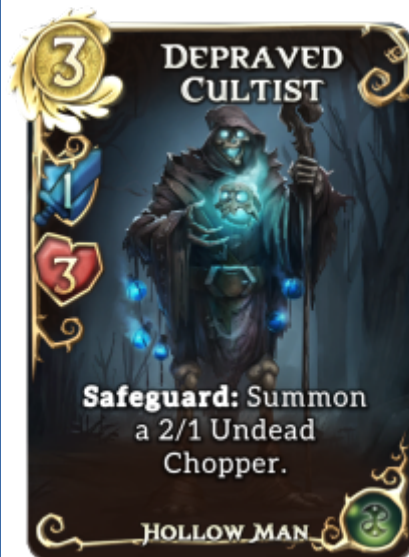 3
DEPRAVED
CULTIST
1
3
Safeguard: Summon
a 2/1 Undead
Chopper.
HOLLOW MAN